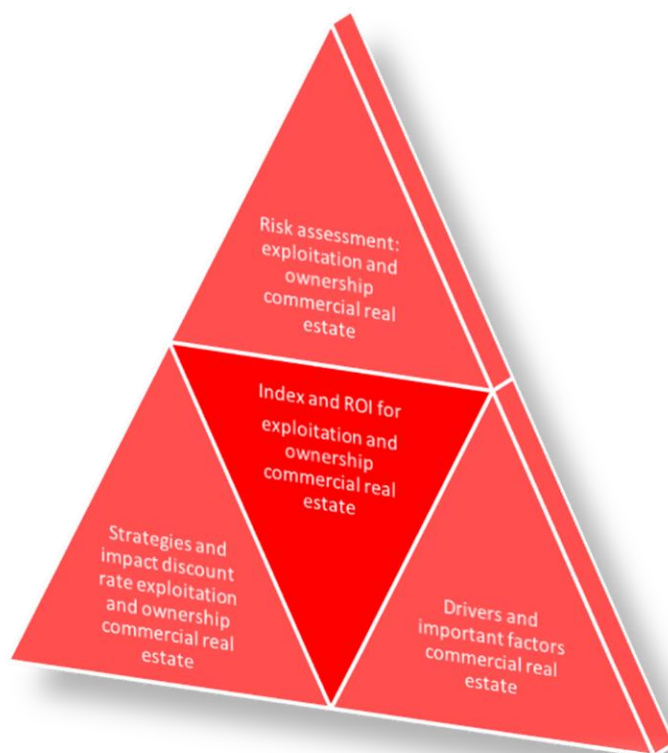 Risk assessment:
exploitation and
ownership
commercial real
estate
Index and ROI for
exploitation and
ownership
commercial real
estate
Strategies and
impact discount
rate exploitation
and ownership
commercial real
estate
Drivers and
important factors
commercial real
estate